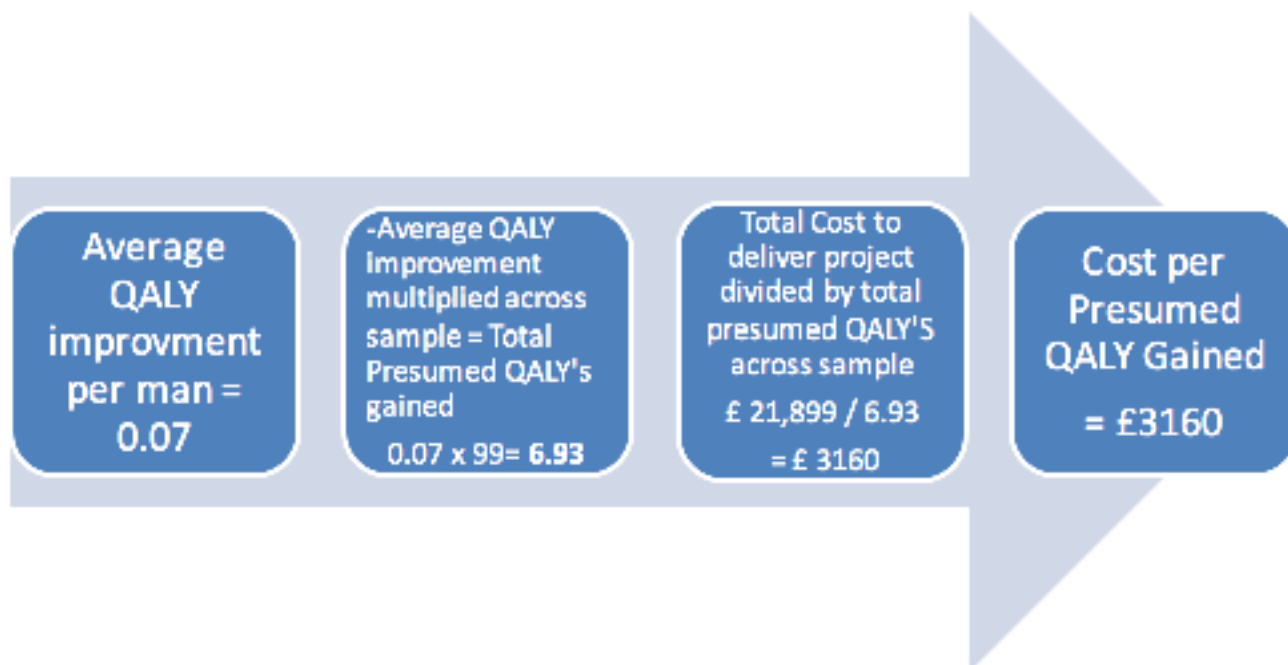 Average
QALY
improvment
per man =
0.07
-Average QALY
improvement
multiplied across
sample = Total
Presumed QALY's
gained
0.07 x 99= 6.93
Total Cost to
deliver project
divided by total
presumed QALY'S
across sample
£ 21,899 / 6.93
= £ 3160
Cost per
Presumed
QALY Gained
= £3160